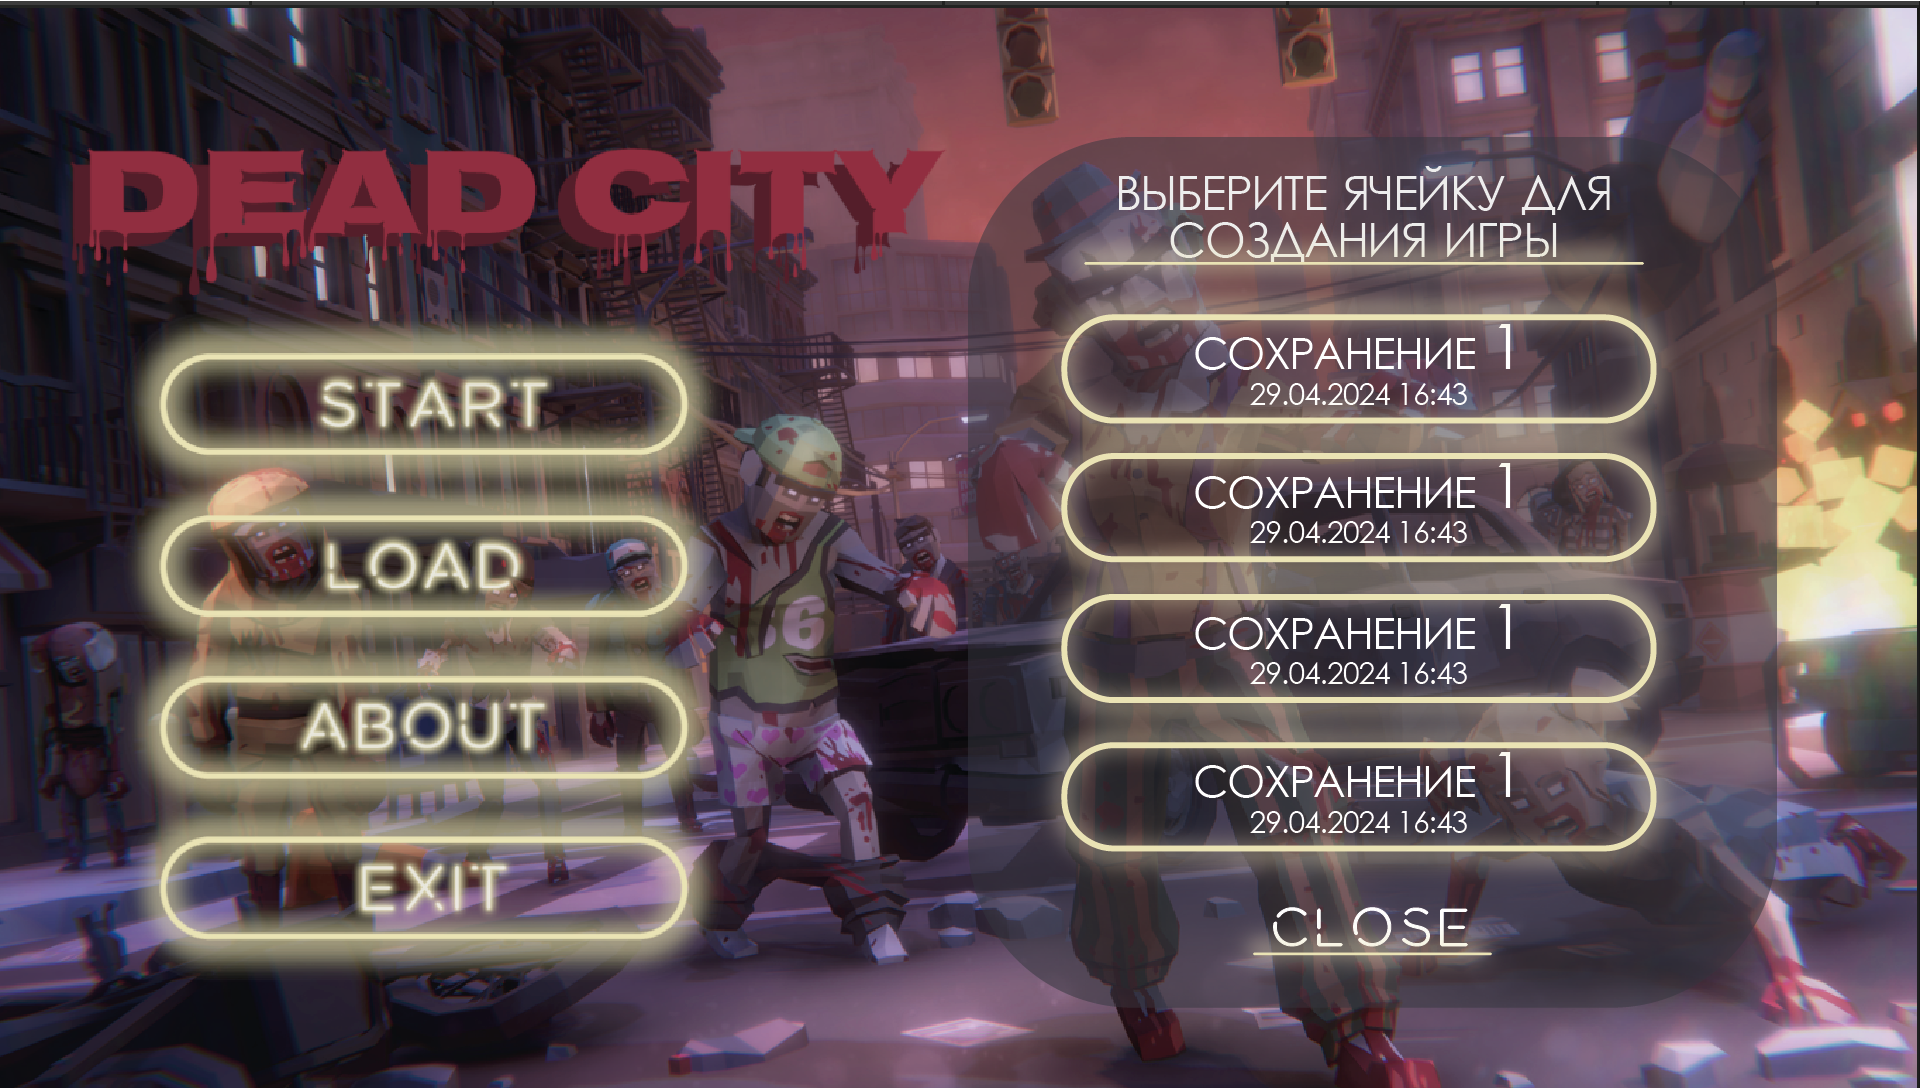 DEAD CITY
START
LOAD
ABOUT
EXIT
ВЫБЕРИТЕ ЯЧЕЙКУ ДЛЯ
СОЗДАНИЯ ИГРЫ
СОХРАНЕНИЕ 1
29.04.2024 16:43
СОХРАНЕНИЕ 1
29.04.2024 16:43
СОХРАНЕНИЕ 1
29.04.2024 16:43
СОХРАНЕНИЕ 1
29.04.2024 16:43
CLOSE
36